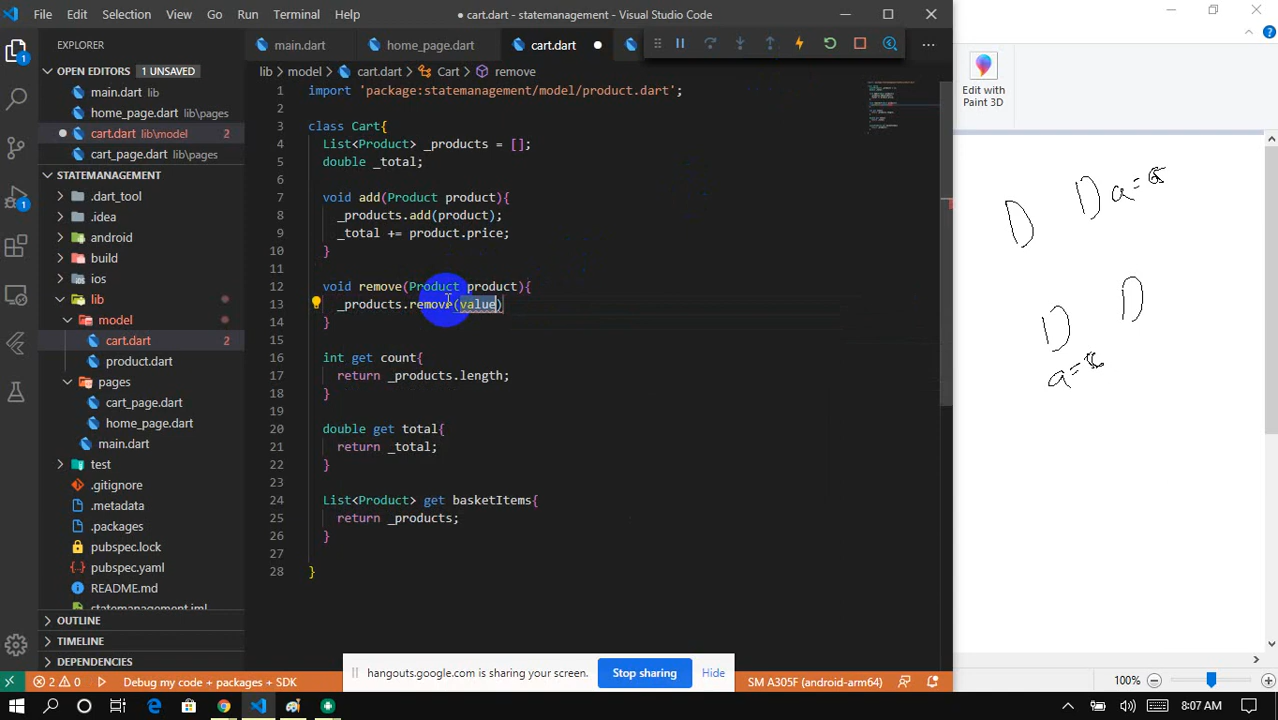 File Edit Selection View Go Run Terminal Help
● cart.dart - statemanagement - Visual Studio Code
EXPLORER
OPEN EDITORS 1 UNSAVED
main.dart lib
home_page.dart lib\pages
cart.dart lib\model 2
cart_page.dart lib\pages
STATEMANAGEMENT
.dart_tool
.idea
android
build
ios
lib
model
cart.dart 2
product.dart
pages
cart_page.dart
home_page.dart
main.dart
test
.gitignore
.metadata
.packages
pubspec.lock
pubspec.yaml
README.md
statemanagement.iml
OUTLINE
TIMELINE
DEPENDENCIES
main.dart home_page.dart cart.dart
lib > model > cart.dart > Cart > remove
1 import 'package:statemanagement/model/product.dart';
2
3 class Cart{
4 List<Product> _products = [];
5 double _total;
6
7 void add(Product product){
8 _products.add(product);
9 _total += product.price;
10 }
11
12 void remove(Product product){
13 _products.remove(value)
14 }
15
16 int get count{
17 return _products.length;
18 }
19
20 double get total{
21 return _total;
22 }
23
24 List<Product> get basketItems{
25 return _products;
26 }
27
28 }
Edit with
Paint 3D
D D a=
D D
a=
100%
hangouts.google.com is sharing your screen. Stop sharing Hide
2 0 Debug my code + packages + SDK SM A305F (android-arm64)
8:07 AM
1
1